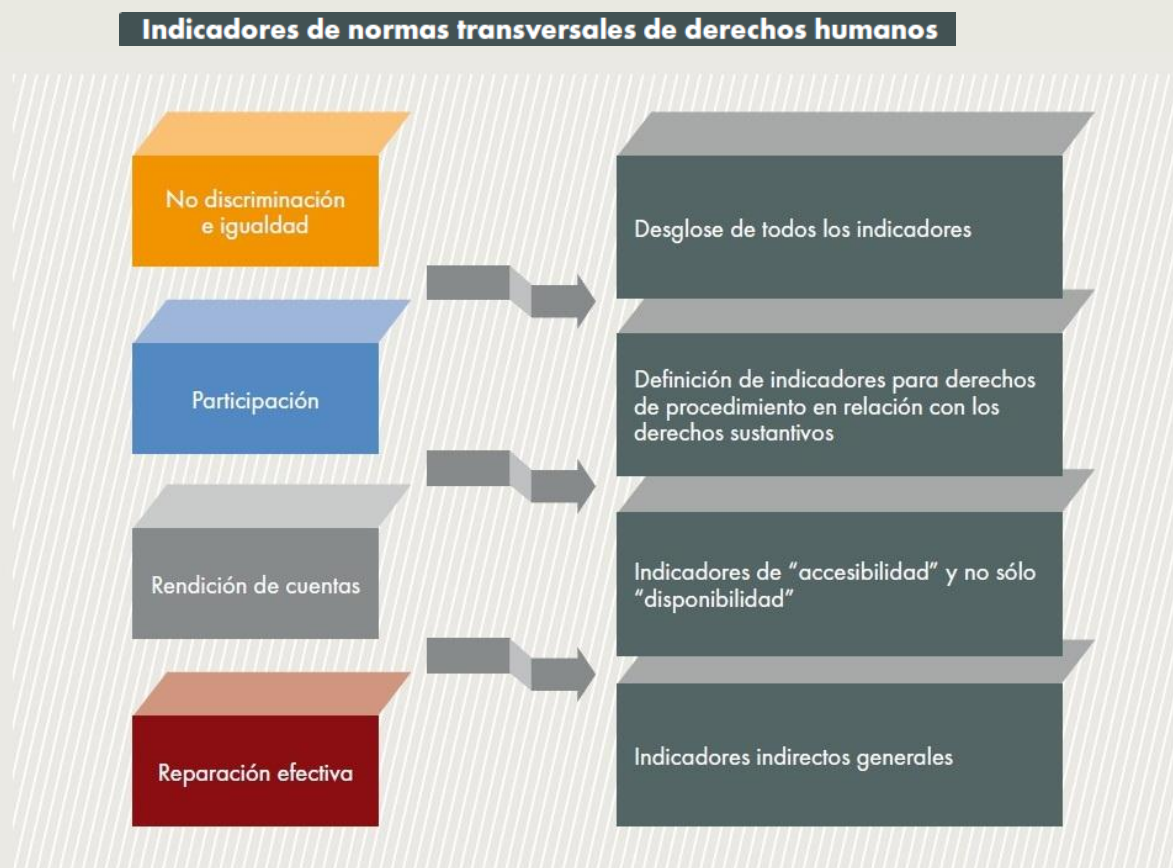 Indicadores de normas transversales de derechos humanos
No discriminación
e igualdad
Participación
Rendición de cuentas
Reparación efectiva
Desglose de todos los indicadores
Definición de indicadores para derechos
de procedimiento en relación con los
derechos sustantivos
Indicadores de “accesibilidad” y no sólo
“disponibilidad”
Indicadores indirectos generales